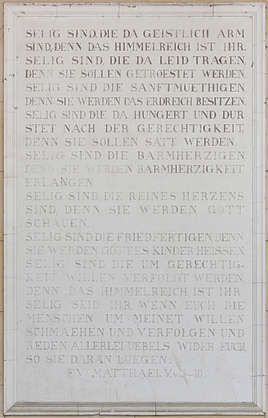 SELIG SIND, DIE DA GEISTLICH ARM
SIND, DENN DAS HIMMELREICH IST IHR.
SELIG SIND, DIE DA LEID TRAGEN
DENN SIE SOLLEN GETROESTET WERDEN
SELIG SIND DIE SANFTMUETHIGEN
DENN SIE WERDEN DAS ERDREICH BESITZEN.
SELIG SIND DIE DA HUNGERT UND DUR
STET NACH DER GERECHTIGKEIT,
DENN SIE SOLLEN SATT WERDEN.
SELIG SIND DIE BARMHERZIGEN
DENN SIE WERDEN BARMHERZIGKEIT
ERLANGEN
SELIG SIND DIE REINES HERZENS
SIND, DENN SIE WERDEN GOTT
SCHAUEN.
SELIG SIND DIE FRIEDFERTIGEN, DENN
SIE WERDEN GOTTES KINDER HEISSEN
SELIG SIND DIE UM GERECHTIG-
KEIT WILLEN VERFOLGT WERDEN
DENN DAS HIMMELREICH IST IHR
SELIG SEID IHR WENN EUCH DIE
MENSCHEN UM MEINET WILLEN
SCHMAEHEN UND VERFOLGEN UND
REDEN ALLERLEI UEBELS WIDER EUCH
SO SIE DARAN LUEGEN.
EV. MATTHAEI